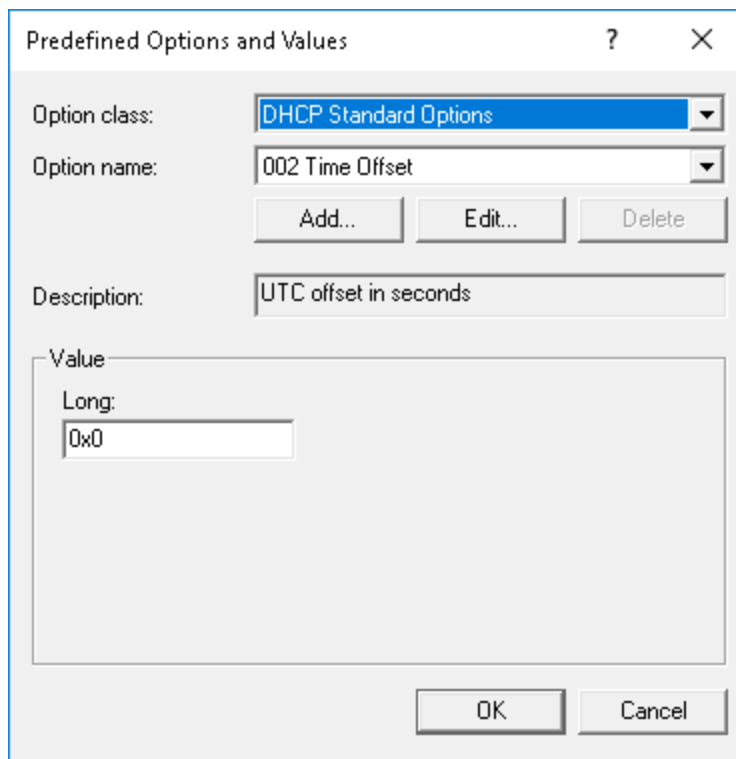 Predefined Options and Values
?
Option class: DHCP Standard Options
Option name: 002 Time Offset
Add... Edit... Delete
Description: UTC offset in seconds
Value
Long:
0x0
OK Cancel